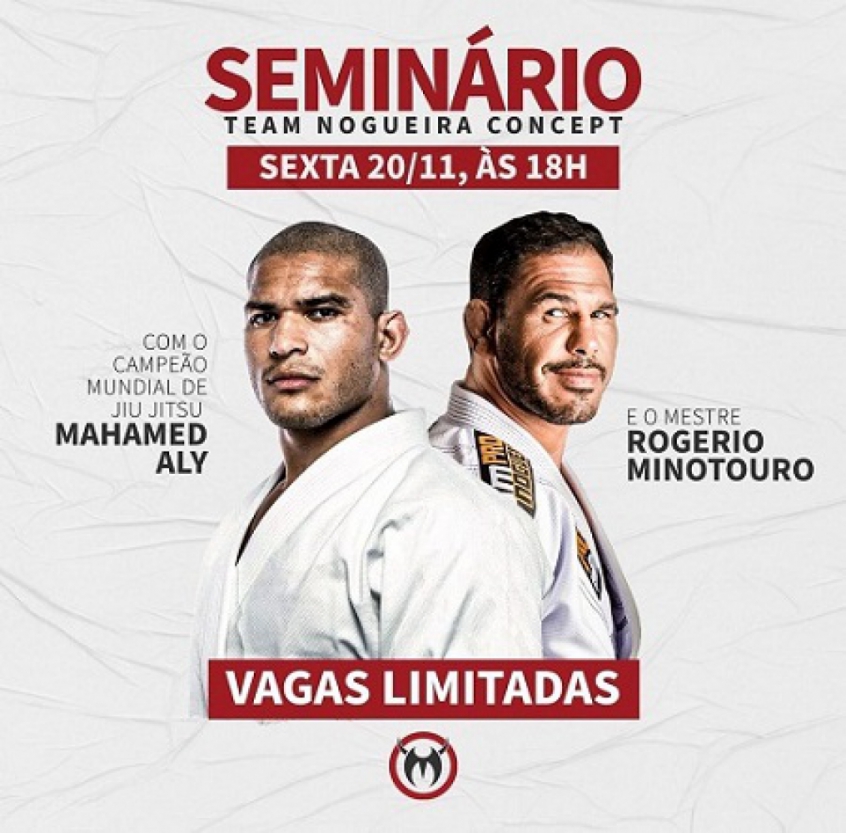 SEMINÁRIO
TEAM NOGUEIRA CONCEPT
SEXTA 20/11, ÀS 18H
COM O
CAMPEÃO
MUNDIAL DE
JIU JITSU
MAHAMED
ALY
E O MESTRE
ROGERIO
MINOTOURO
PRO
VAGAS LIMITADAS